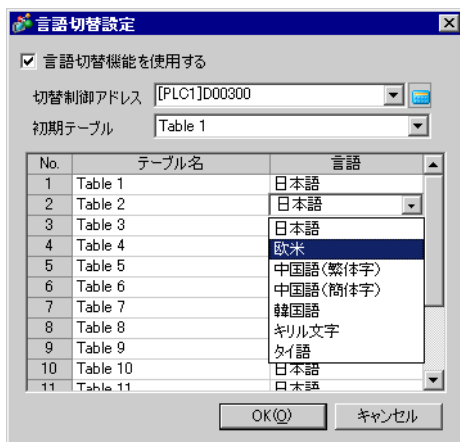 言語切替設定
言語切替機能を使用する
切替制御アドレス [PLC1]D00300
初期テーブル Table 1
No. テーブル名 言語
1 Table 1 日本語
2 Table 2 日本語
3 Table 3 日本語
4 Table 4 欧米
5 Table 5 中国語(繁体字)
6 Table 6 中国語(簡体字)
7 Table 7 韓国語
8 Table 8 キリル文字
9 Table 9 タイ語
10 Table 10 日本語
11 Table 11 日本語
OK(O) キャンセル